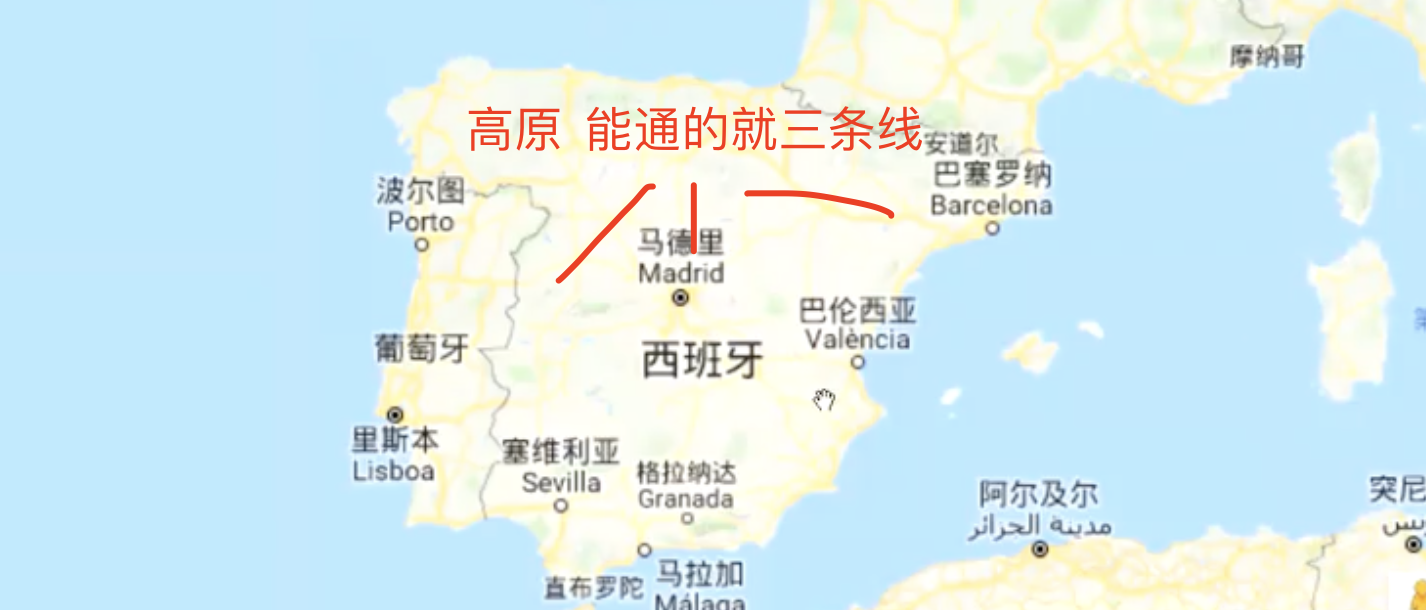 摩纳哥
高原 能通的就三条线
安道尔
巴塞罗纳
Barcelona
波尔图
Porto
马德里
Madrid
巴伦西亚
València
葡萄牙
西班牙
里斯本
Lisboa
塞维利亚
Sevilla
格拉纳达
Granada
阿尔及尔
مدينة الجزائر
突尼
直布罗陀
马拉加
Málaga